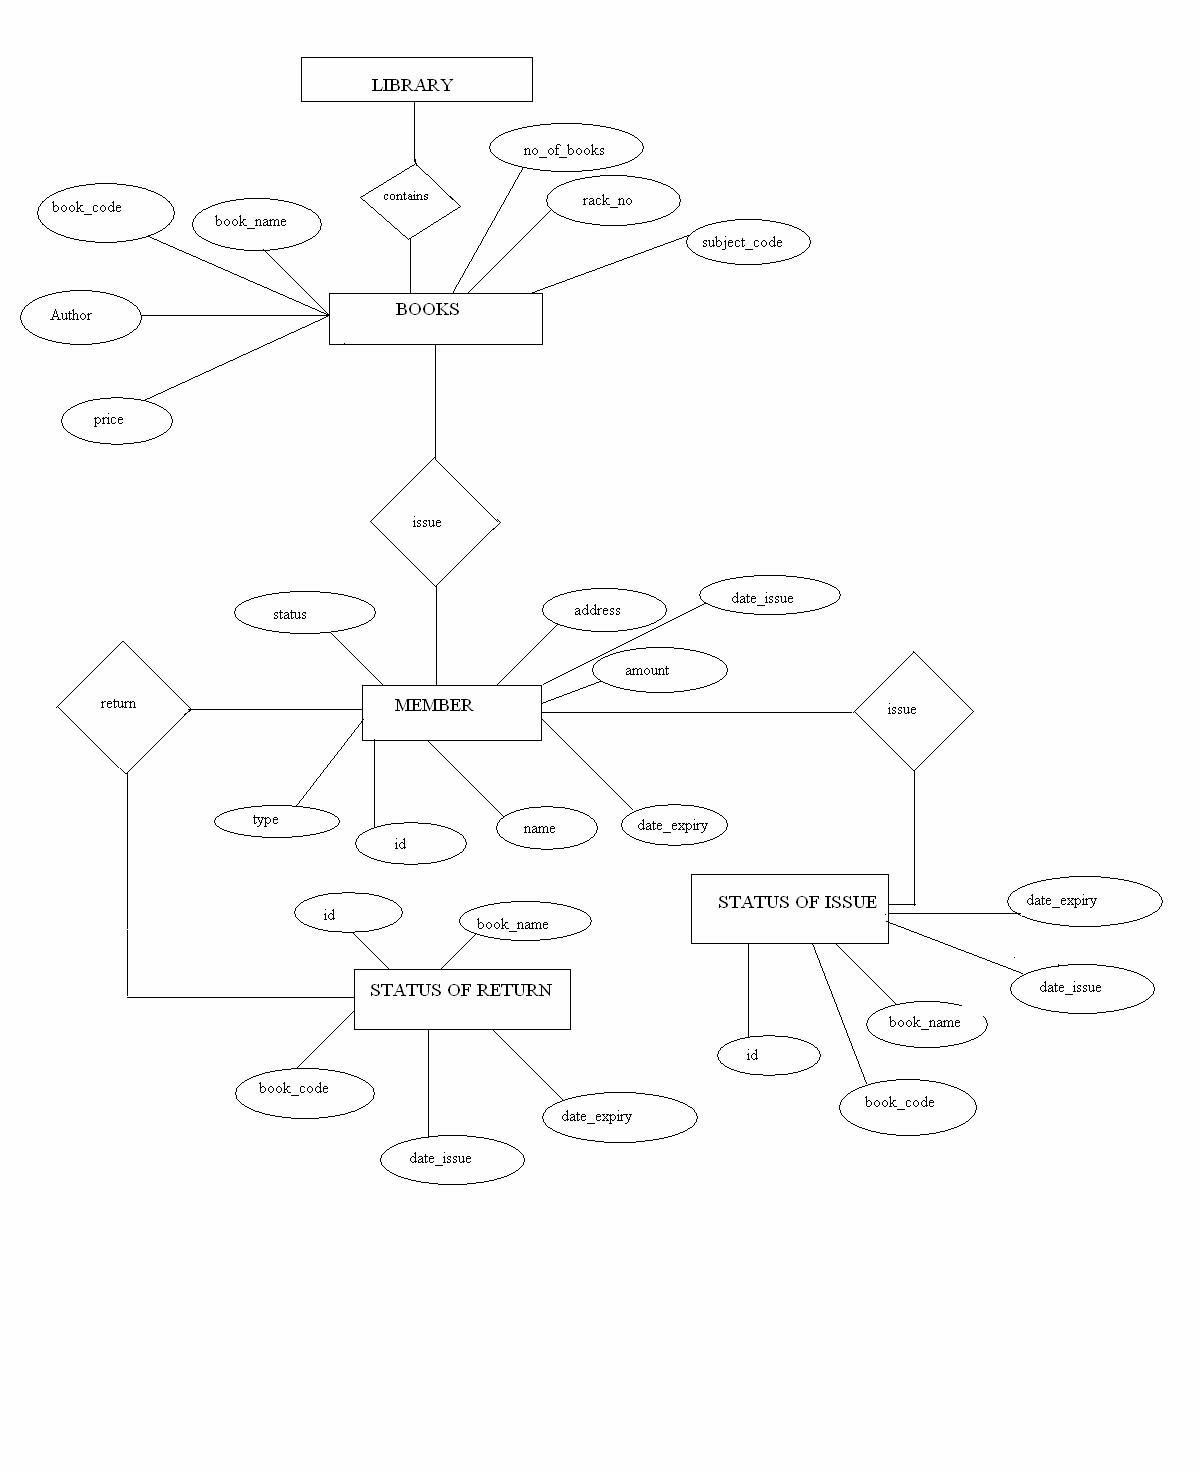 LIBRARY
no_of_books
contains
rack_no
book_code
book_name
subject_code
BOOKS
Author
price
issue
status
address
date_issue
amount
return
MEMBER
issue
type
id
name
date_expiry
id
book_name
STATUS OF ISSUE
date_expiry
STATUS OF RETURN
date_issue
book_name
id
book_code
book_code
date_expiry
date_issue